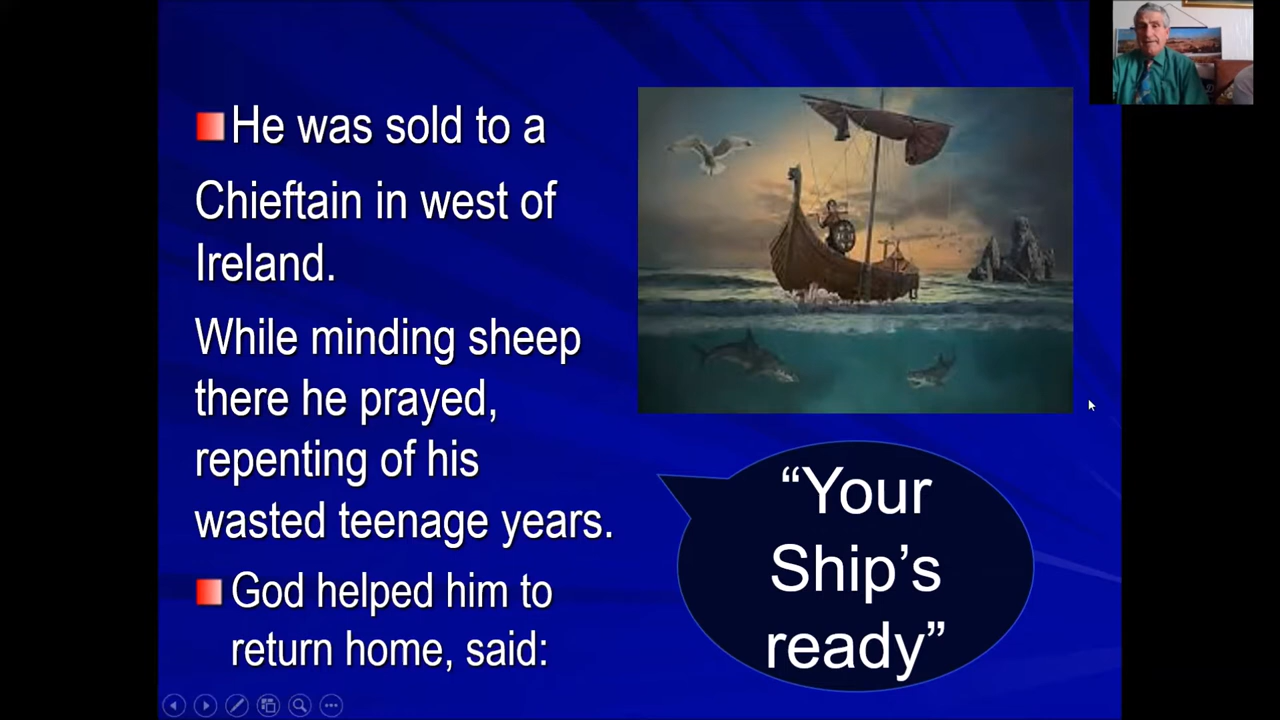 He was sold to a
Chieftain in west of
Ireland.
While minding sheep
there he prayed,
repenting of his
wasted teenage years.
God helped him to
return home, said:
“Your
Ship’s
ready”